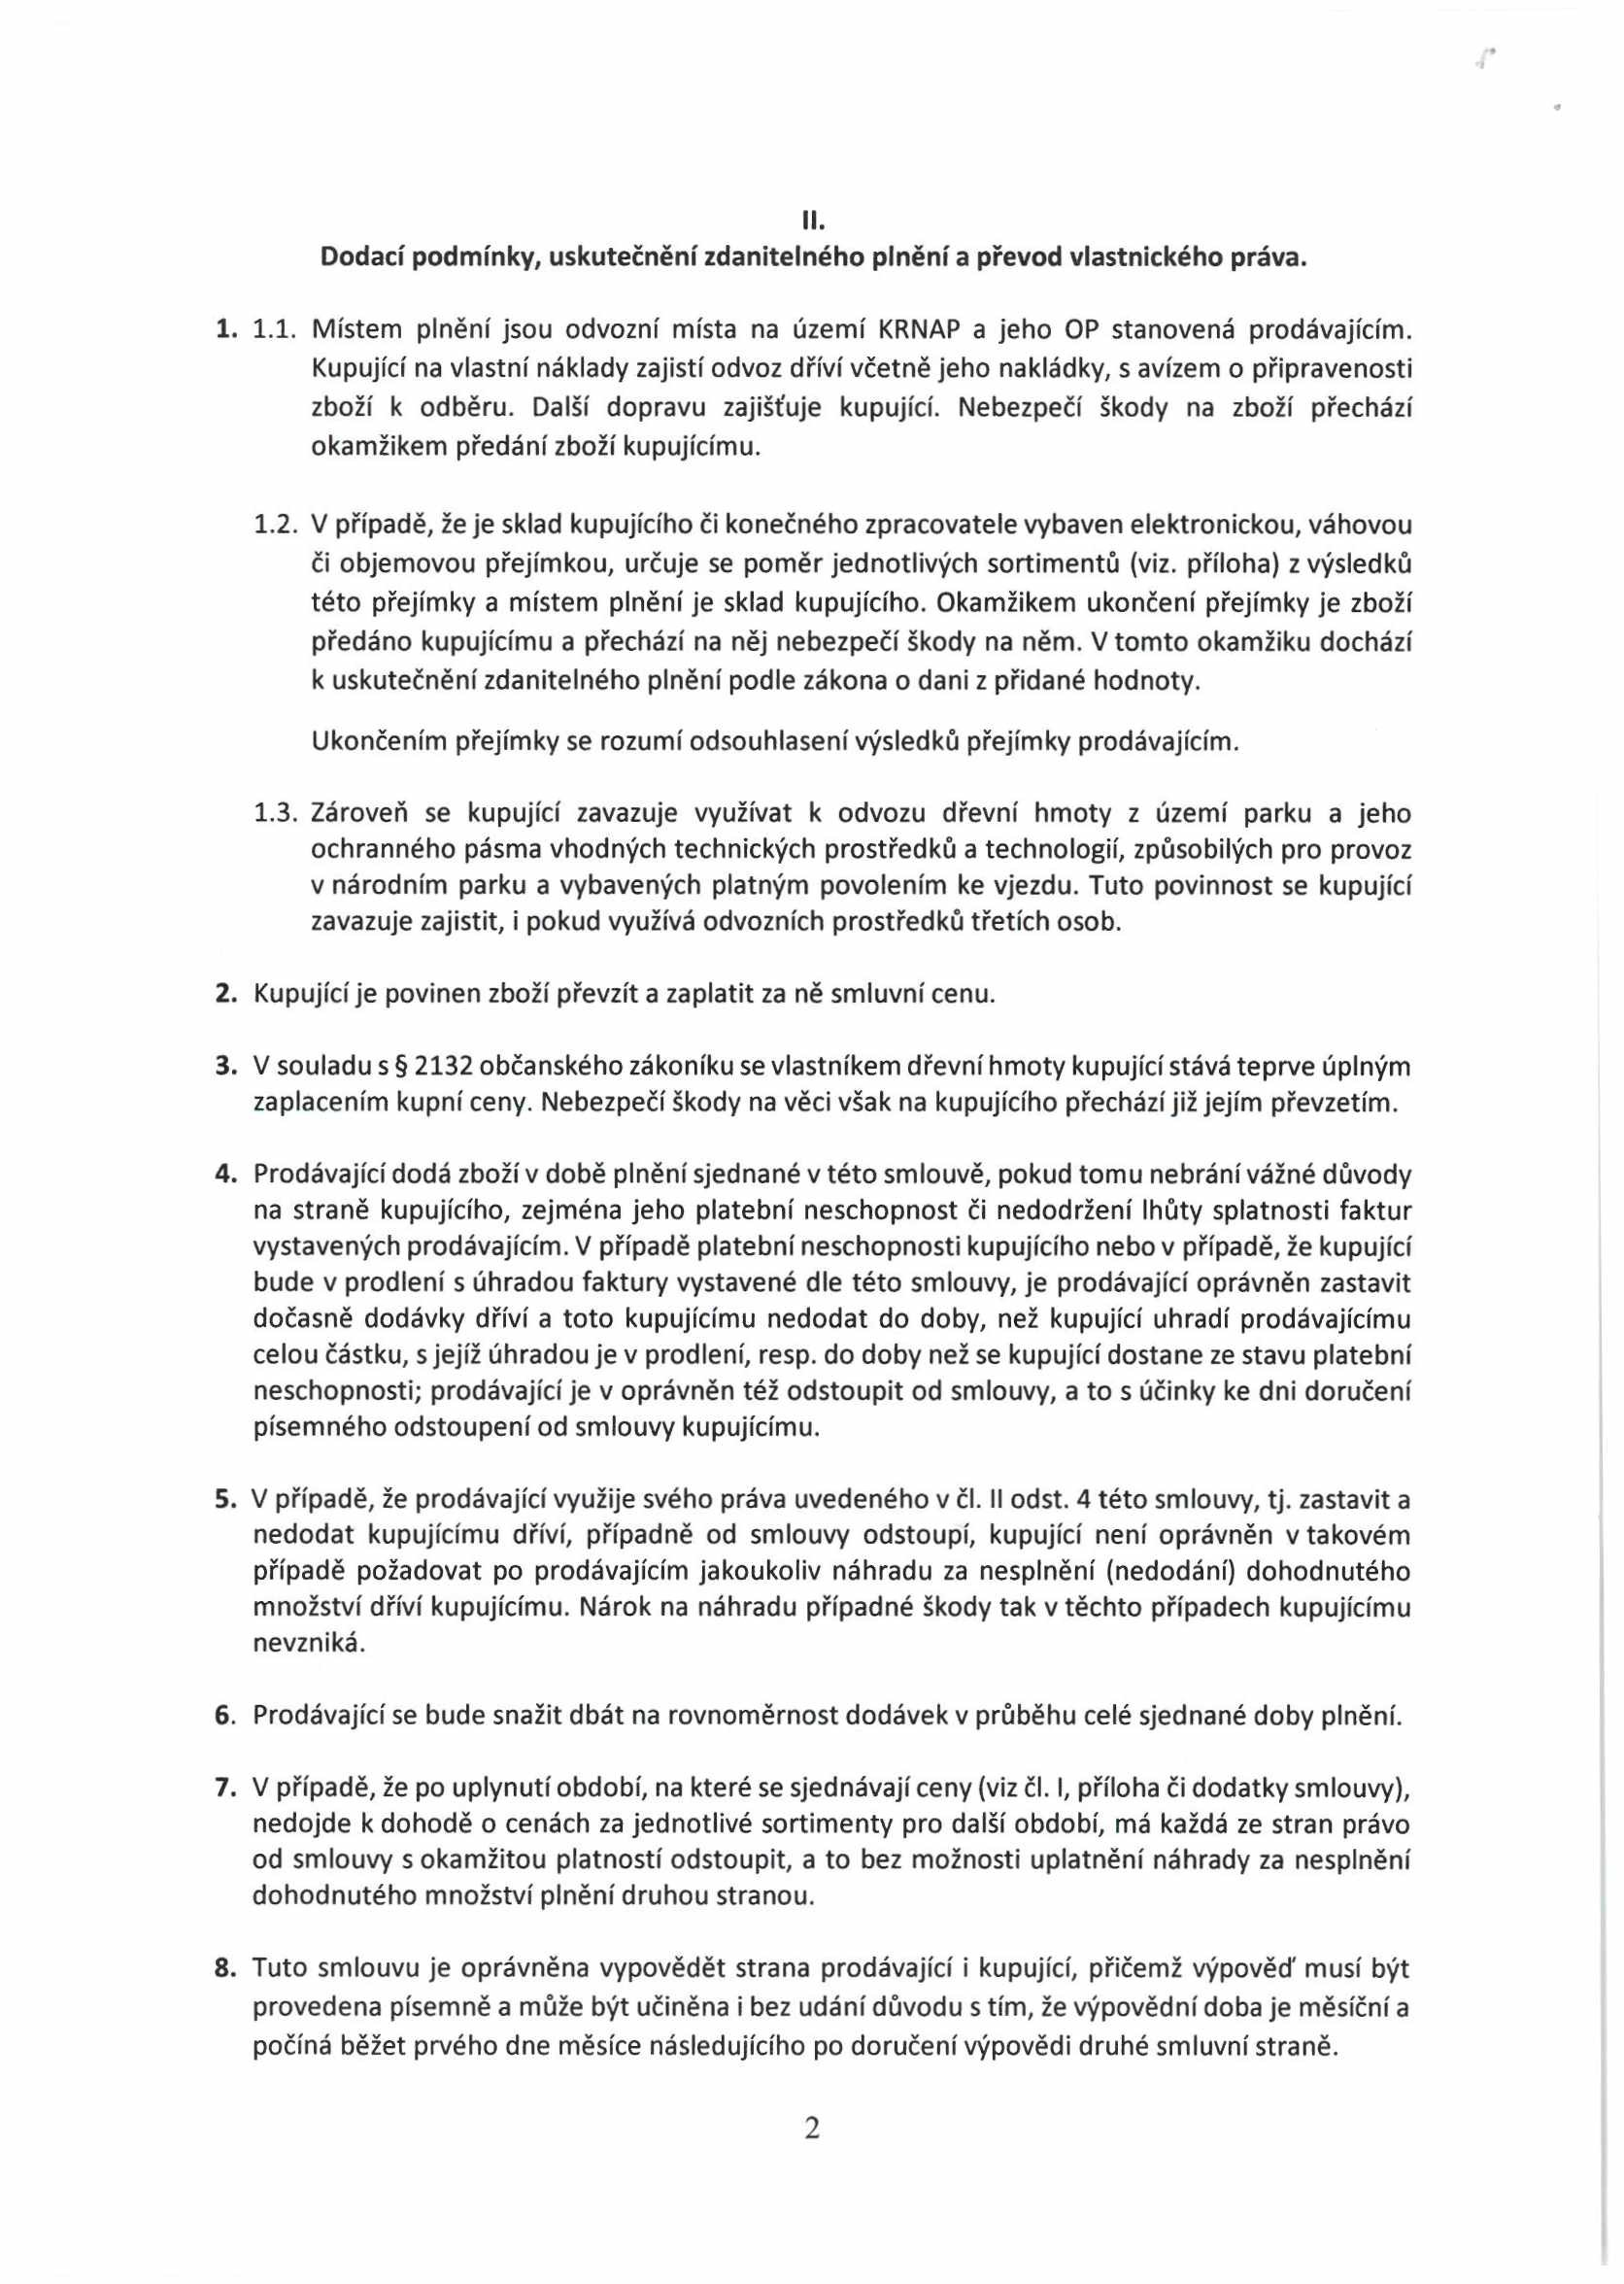 II.
Dodací podmínky, uskutečnění zdanitelného plnění a převod vlastnického práva.
1. 1.1. Místem plnění jsou odvozní místa na území KRNAP a jeho OP stanovená prodávajícím.
Kupující na vlastní náklady zajistí odvoz dříví včetně jeho nakládky, s avízem o připravenosti
zboží k odběru. Další dopravu zajišťuje kupující. Nebezpečí škody na zboží přechází
okamžikem předání zboží kupujícímu.
1.2. V případě, že je sklad kupujícího či konečného zpracovatele vybaven elektronickou, váhovou
či objemovou přejímkou, určuje se poměr jednotlivých sortimentů (viz. příloha) z výsledků
této přejímky a místem plnění je sklad kupujícího. Okamžikem ukončení přejímky je zboží
předáno kupujícímu a přechází na něj nebezpečí škody na něm. V tomto okamžiku dochází
k uskutečnění zdanitelného plnění podle zákona o dani z přidané hodnoty.
Ukončením přejímky se rozumí odsouhlasení výsledků přejímky prodávajícím.
1.3. Zároveň se kupující zavazuje využívat k odvozu dřevní hmoty z území parku a jeho
ochranného pásma vhodných technických prostředků a technologií, způsobilých pro provoz
v národním parku a vybavených platným povolením ke vjezdu. Tuto povinnost se kupující
zavazuje zajistit, i pokud využívá odvozních prostředků třetích osob.
2. Kupující je povinen zboží převzít a zaplatit za ně smluvní cenu.
3. V souladu s § 2132 občanského zákoníku se vlastníkem dřevní hmoty kupující stává teprve úplným
zaplacením kupní ceny. Nebezpečí škody na věci však na kupujícího přechází již jejím převzetím.
4. Prodávající dodá zboží v době plnění sjednané v této smlouvě, pokud tomu nebrání vážné důvody
na straně kupujícího, zejména jeho platební neschopnost či nedodržení lhůty splatnosti faktur
vystavených prodávajícím. V případě platební neschopnosti kupujícího nebo v případě, že kupující
bude v prodlení s úhradou faktury vystavené dle této smlouvy, je prodávající oprávněn zastavit
dočasně dodávky dříví a toto kupujícímu nedodat do doby, než kupující uhradí prodávajícímu
celou částku, s jejíž úhradou je v prodlení, resp. do doby než se kupující dostane ze stavu platební
neschopnosti; prodávající je v oprávněn též odstoupit od smlouvy, a to s účinky ke dni doručení
písemného odstoupení od smlouvy kupujícímu.
5. V případě, že prodávající využije svého práva uvedeného v čl. II odst. 4 této smlouvy, tj. zastavit a
nedodat kupujícímu dříví, případně od smlouvy odstoupí, kupující není oprávněn v takovém
případě požadovat po prodávajícím jakoukoliv náhradu za nesplnění (nedodání) dohodnutého
množství dříví kupujícímu. Nárok na náhradu případné škody tak v těchto případech kupujícímu
nevzniká.
6. Prodávající se bude snažit dbát na rovnoměrnost dodávek v průběhu celé sjednané doby plnění.
7. V případě, že po uplynutí období, na které se sjednávají ceny (viz čl. I, příloha či dodatky smlouvy),
nedojde k dohodě o cenách za jednotlivé sortimenty pro další období, má každá ze stran právo
od smlouvy s okamžitou platností odstoupit, a to bez možnosti uplatnění náhrady za nesplnění
dohodnutého množství plnění druhou stranou.
8. Tuto smlouvu je oprávněna vypovědět strana prodávající i kupující, přičemž výpověď musí být
provedena písemně a může být učiněna i bez udání důvodu s tím, že výpovědní doba je měsíční a
počíná běžet prvého dne měsíce následujícího po doručení výpovědi druhé smluvní straně.
2